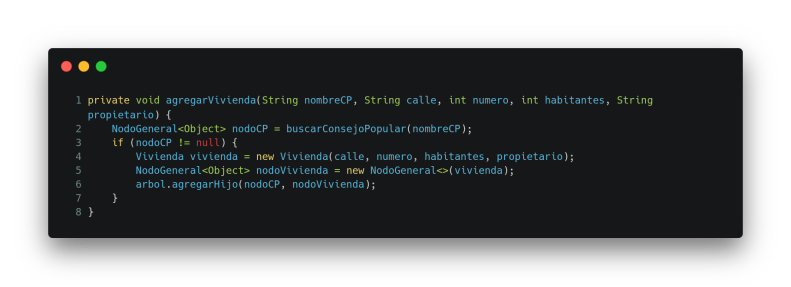 1 private void agregarVivienda(String nombreCP, String calle, int numero, int habitantes, String
propietario) {
2     NodoGeneral<Object> nodoCP = buscarConsejoPopular(nombreCP);
3     if (nodoCP != null) {
4         Vivienda vivienda = new Vivienda(calle, numero, habitantes, propietario);
5         NodoGeneral<Object> nodoVivienda = new NodoGeneral<>(vivienda);
6         arbol.agregarHijo(nodoCP, nodoVivienda);
7     }
8 }